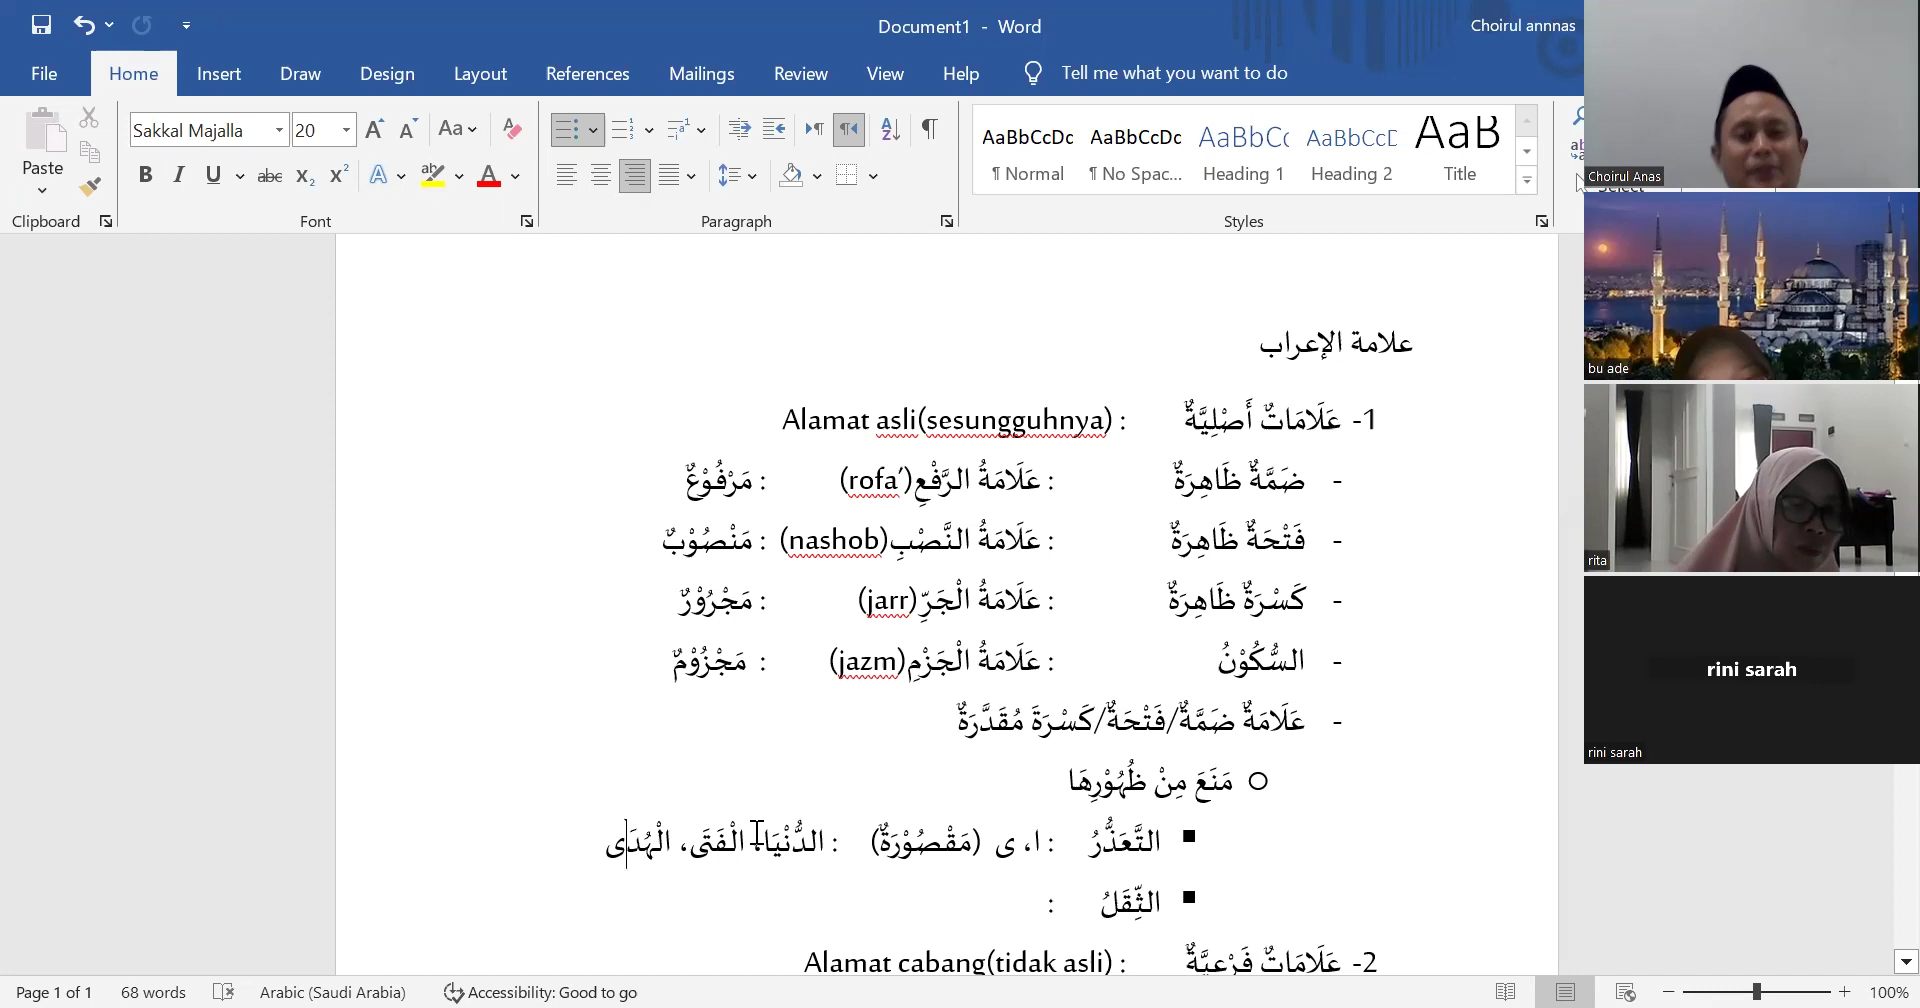 Document1 - Word
Choirul annnas
File Home Insert Draw Design Layout References Mailings Review View Help Tell me what you want to do
Paste
Sakkal Majalla 20
Aa
B I U abc x₂ x² A A
AaBbCcDc AaBbCcDc AaBbCc AaBbCcD AaB
¶ Normal ¶ No Spac... Heading 1 Heading 2 Title
Select
Clipboard Font Paragraph Styles
علامة الإعراب
1- عَلَامَاتٌ أَصْلِيَّةٌ : Alamat asli(sesungguhnya)
- ضَمَّةٌ ظَاهِرَةٌ : عَلَامَةُ الرَّفْعِ(rofa’) : مَرْفُوْعٌ
- فَتْحَةٌ ظَاهِرَةٌ : عَلَامَةُ النَّصْبِ(nashob) : مَنْصُوْبٌ
- كَسْرَةٌ ظَاهِرَةٌ : عَلَامَةُ الْجَرِّ(jarr) : مَجْرُوْرٌ
- السُّكُوْنُ : عَلَامَةُ الْجَزْمِ(jazm) : مَجْزُوْمٌ
- عَلَامَةٌ ضَمَّةٌ/فَتْحَةٌ/كَسْرَةَ مُقَدَّرَةٌ
مَنَعَ مِنْ ظُهُوْرِهَا
التَّعَذُّرُ : ا، ى (مَقْصُوْرَةٌ) : الدُّنْيَا، الْفَتَى، الْهُدَى
الثِّقَلُ :
2- عَلَامَاتٌ فَرْعِيَّةٌ : Alamat cabang(tidak asli)
Choirul Anas
bu ade
rita
rini sarah
rini sarah
Page 1 of 1 68 words Arabic (Saudi Arabia) Accessibility: Good to go 100%